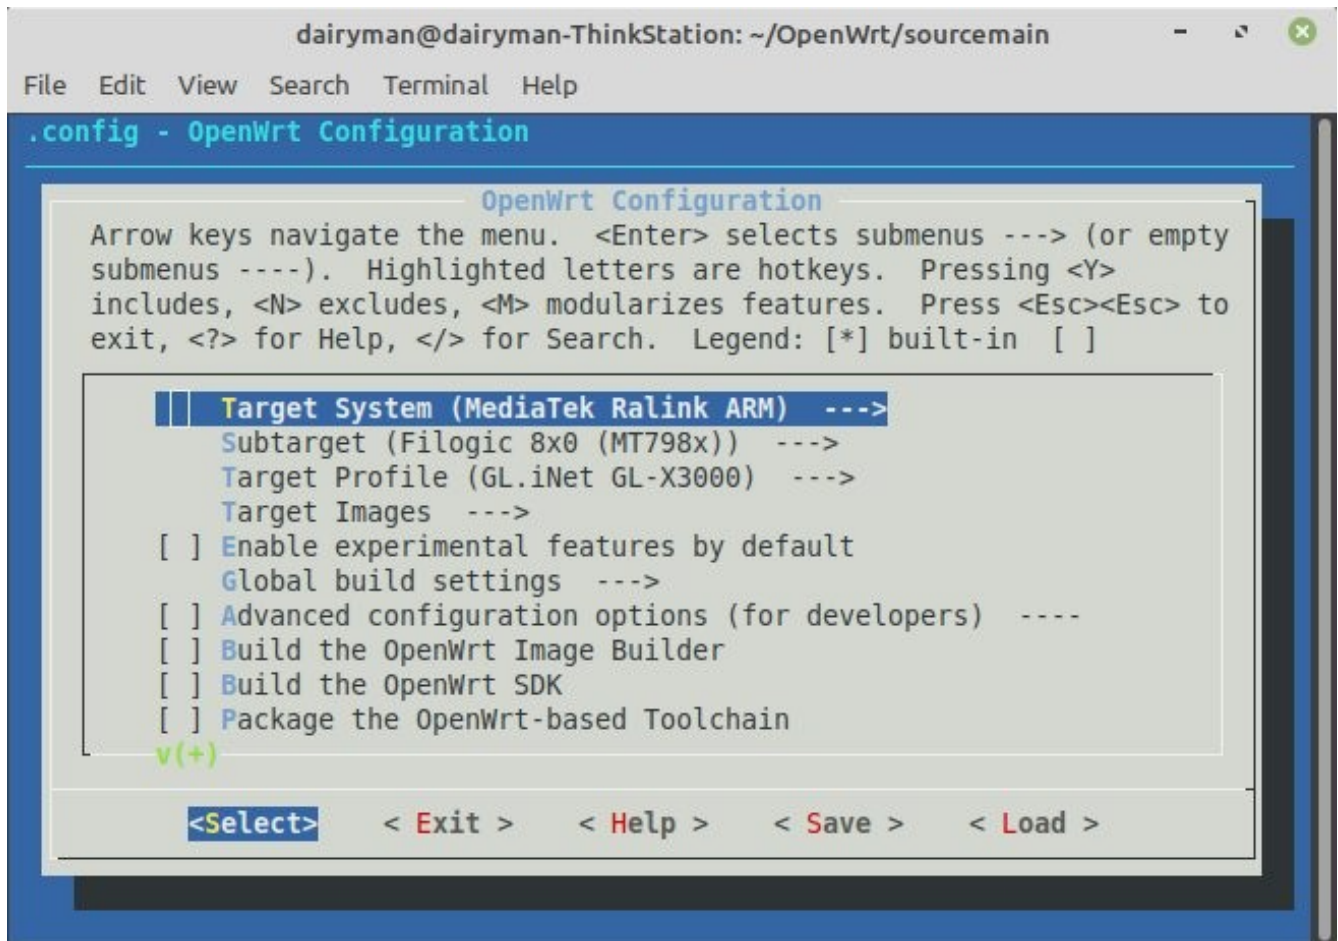 dairyman@dairyman-ThinkStation: ~/OpenWrt/sourcemain
File Edit View Search Terminal Help
.config - OpenWrt Configuration
OpenWrt Configuration
Arrow keys navigate the menu.  <Enter> selects submenus ---> (or empty
submenus ----).  Highlighted letters are hotkeys.  Pressing <Y>
includes, <N> excludes, <M> modularizes features.  Press <Esc><Esc> to
exit, <?> for Help, </> for Search.  Legend: [*] built-in  [ ]
Target System (MediaTek Ralink ARM)  --->
Subtarget (Filogic 8x0 (MT798x))  --->
Target Profile (GL.iNet GL-X3000)  --->
Target Images  --->
[ ] Enable experimental features by default
Global build settings  --->
[ ] Advanced configuration options (for developers)  ----
[ ] Build the OpenWrt Image Builder
[ ] Build the OpenWrt SDK
[ ] Package the OpenWrt-based Toolchain
v(+)
<Select>    < Exit >    < Help >    < Save >    < Load >